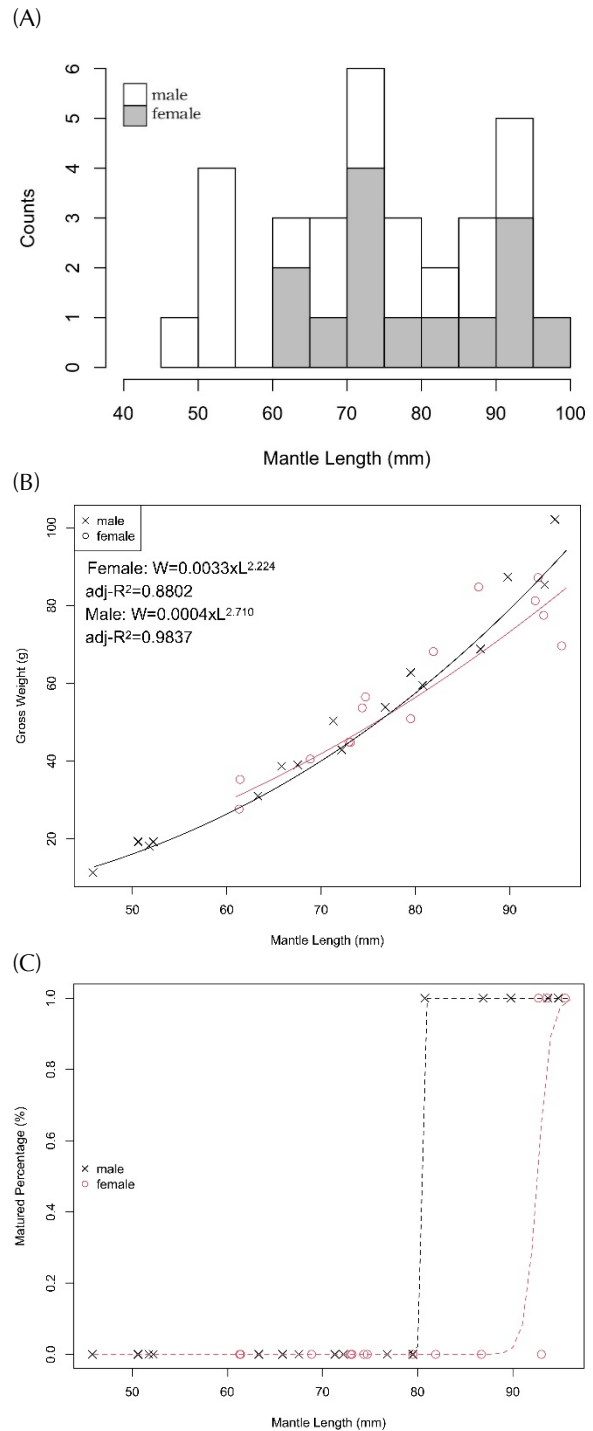 (A)
6
5
4
3
2
1
0
Counts
male
female
40 50 60 70 80 90 100
Mantle Length (mm)
(B)
male
female
Female: W=0.0033xL2.224
adj-R2=0.8802
Male: W=0.0004xL2.710
adj-R2=0.9837
100
80
60
40
20
Gross Weight (g)
50 60 70 80 90
Mantle Length (mm)
(C)
1.0
0.8
0.6
0.4
0.2
0.0
Matured Percentage (%)
male
female
50 60 70 80 90
Mantle Length (mm)